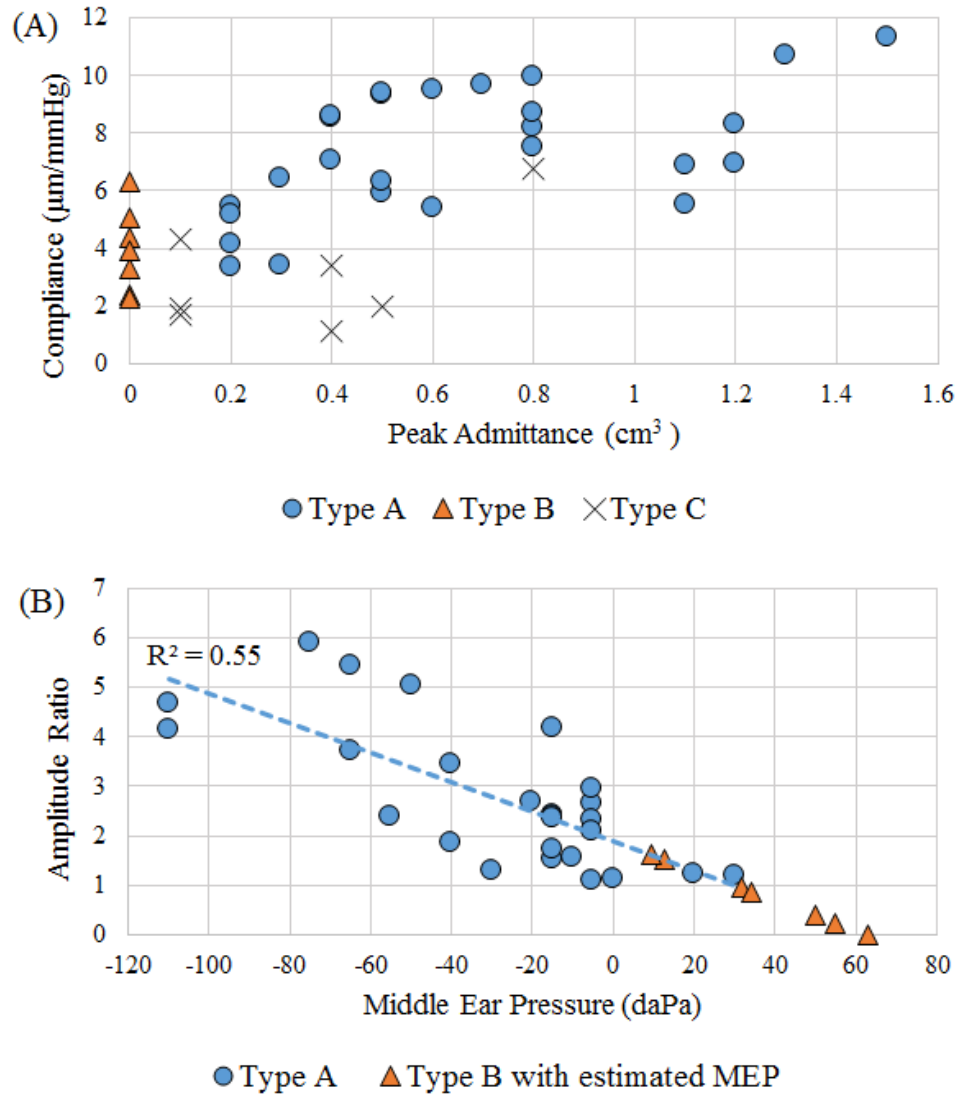 (A)
12
10
8
6
4
2
0
Compliance (μm/mmHg)
0 0.2 0.4 0.6 0.8 1 1.2 1.4 1.6
Peak Admittance (cm³ )
Type A Type B Type C
(B)
7
6
5
4
3
2
1
0
Amplitude Ratio
R² = 0.55
-120 -100 -80 -60 -40 -20 0 20 40 60 80
Middle Ear Pressure (daPa)
Type A Type B with estimated MEP